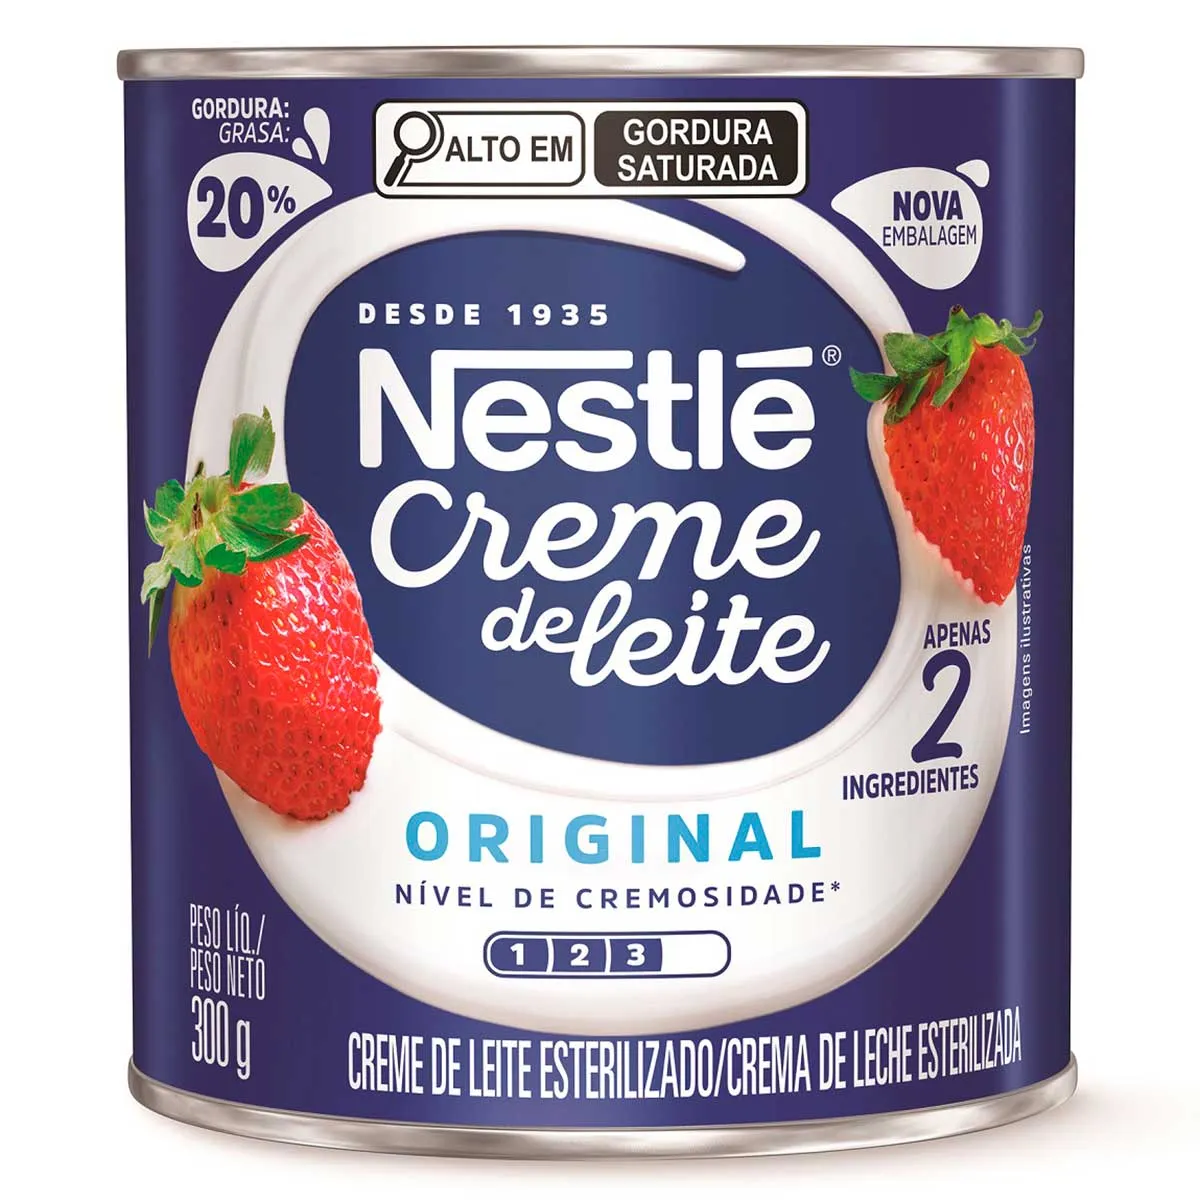 GORDURA:
GRASA:
20%
ALTO EM
GORDURA
SATURADA
NOVA
EMBALAGEM
DESDE 1935
Nestlé®
Creme
de leite
APENAS
2
INGREDIENTES
Imagens ilustrativas
ORIGINAL
NÍVEL DE CREMOSIDADE*
1 2 3
PESO LÍQ./
PESO NETO
300 g
CREME DE LEITE ESTERILIZADO/CREMA DE LECHE ESTERILIZADA